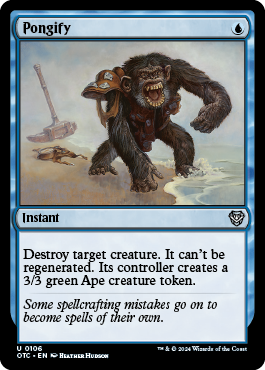 Pongify
Instant
Destroy target creature. It can't be
regenerated. Its controller creates a
3/3 green Ape creature token.
Some spellcrafting mistakes go on to
become spells of their own.
U 0106
OTC • EN HEATHER HUDSON
™ & © 2024 Wizards of the Coast